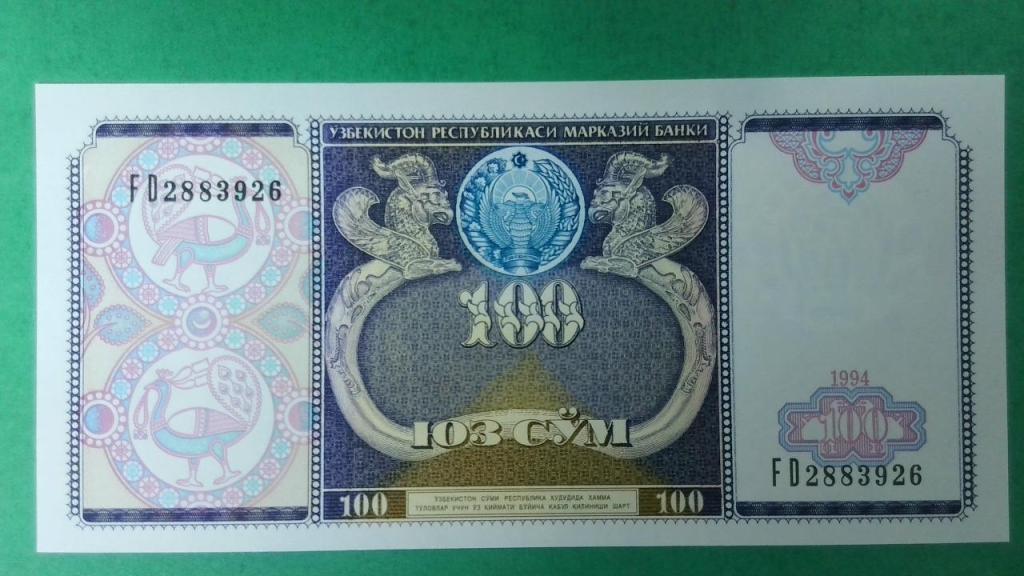 ЎЗБЕКИСТОН РЕСПУБЛИКАСИ МАРКАЗИЙ БАНКИ
FD2883926
100
ЮЗ СЎМ
1994
100
FD2883926
100
ЎЗБЕКИСТОН СЎМИ РЕСПУБЛИКА ҲУДУДИДА ҲАММА
ТЎЛОВЛАР УЧУН ЎЗ ҚИЙМАТИ БЎЙИЧА ҚАБУЛ ҚИЛИНИШИ ШАРТ
100